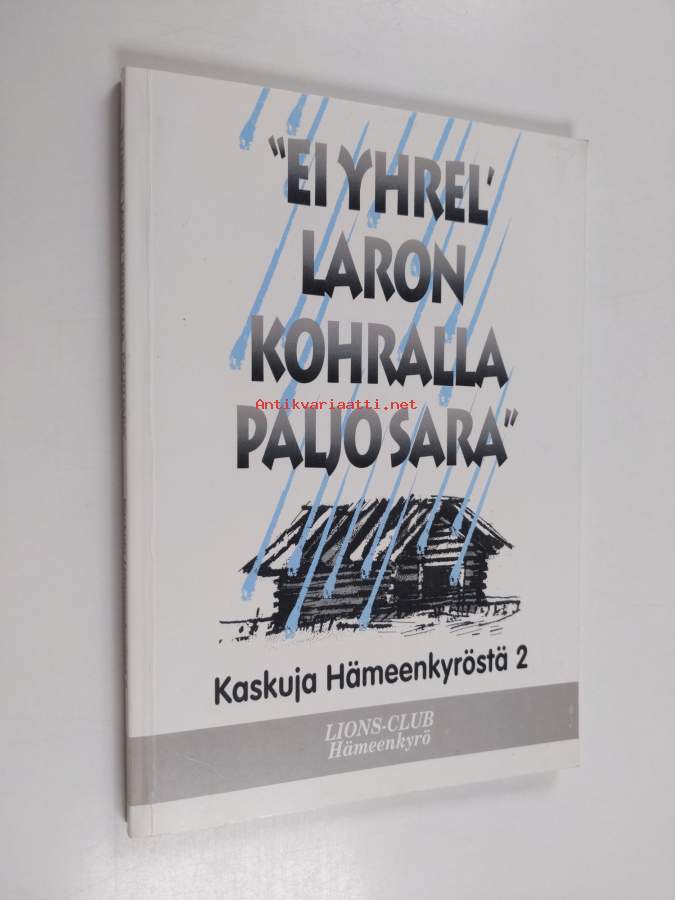 "EI YHREL'
LARON
KOHRALLA
Antikvariaatti.net
PALJO SARA"
Kaskuja Hämeenkyröstä 2
LIONS-CLUB
Hämeenkyrö